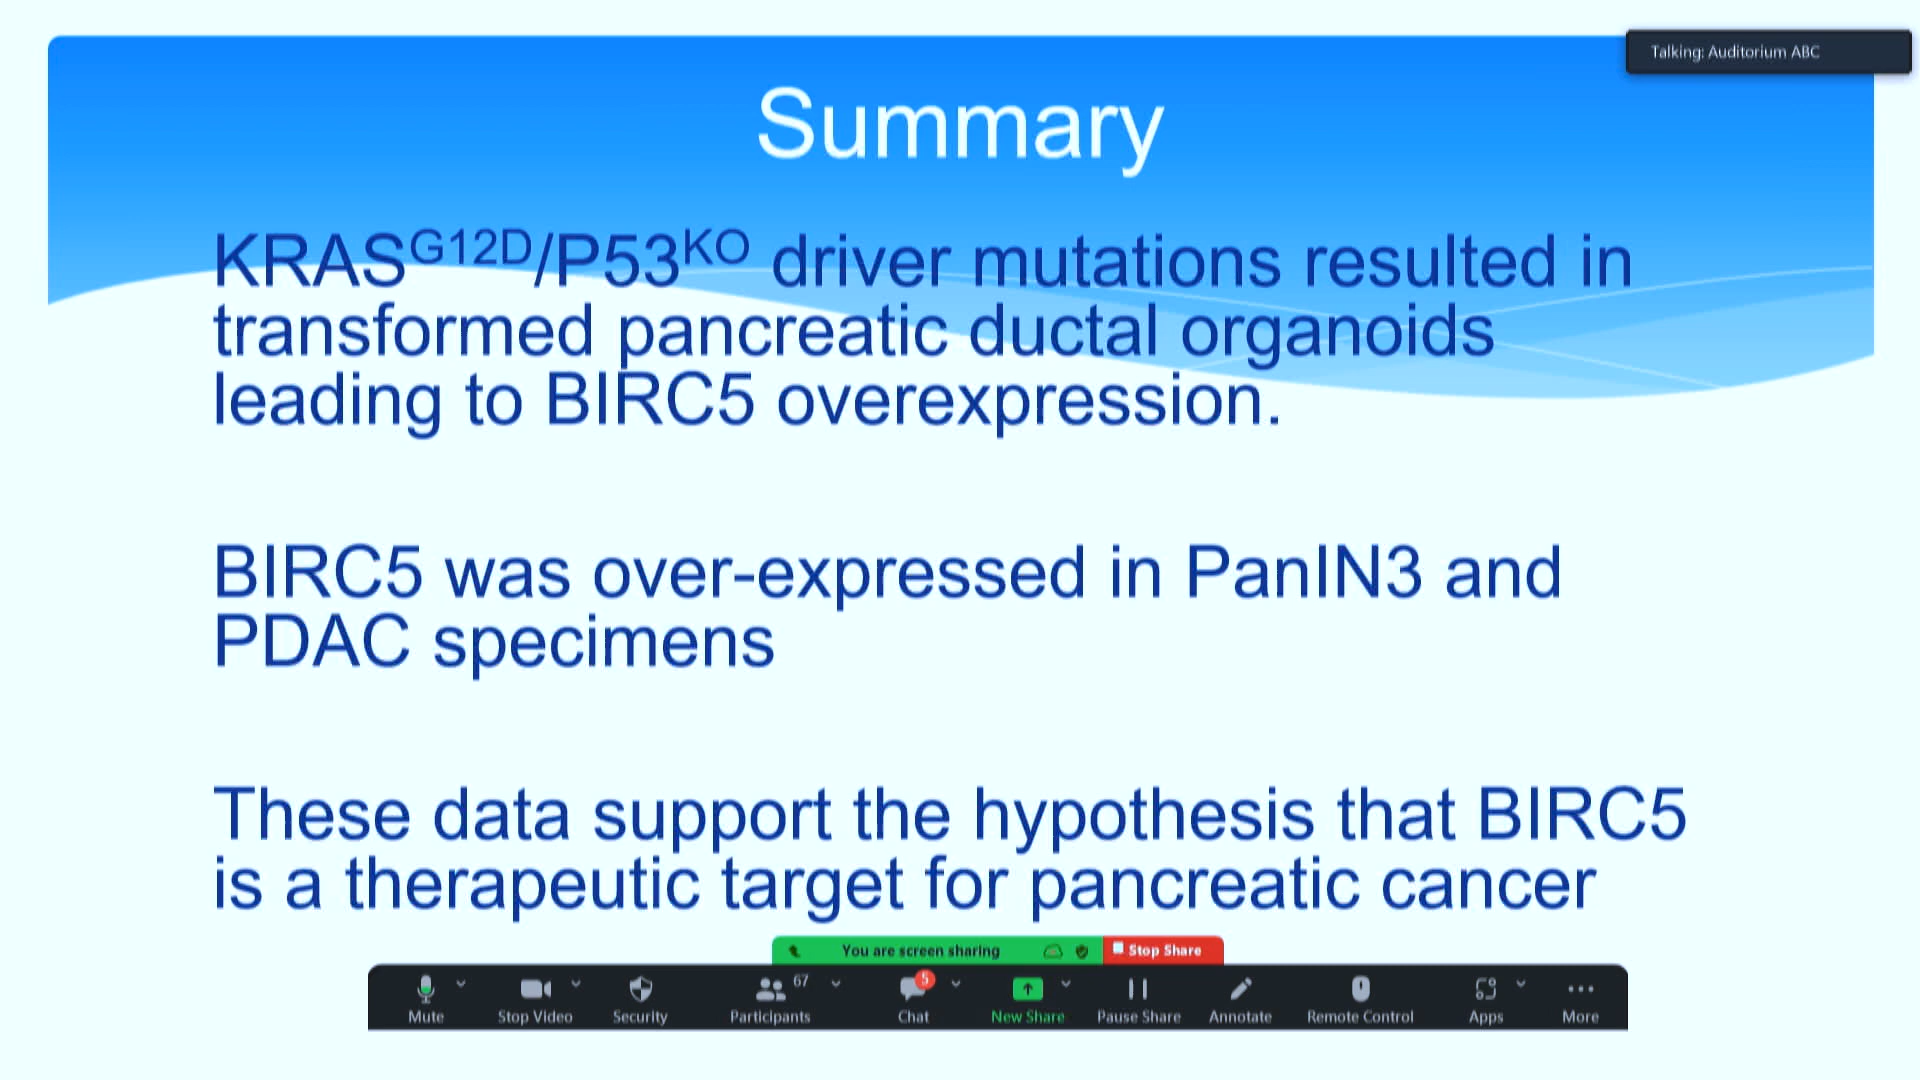 Talking: Auditorium ABC
Summary
KRASG12D/P53KO driver mutations resulted in
transformed pancreatic ductal organoids
leading to BIRC5 overexpression.
BIRC5 was over-expressed in PanIN3 and
PDAC specimens
These data support the hypothesis that BIRC5
is a therapeutic target for pancreatic cancer
You are screen sharing
Stop Share
67
5
Mute
Stop Video
Security
Participants
Chat
New Share
Pause Share
Annotate
Remote Control
Apps
More